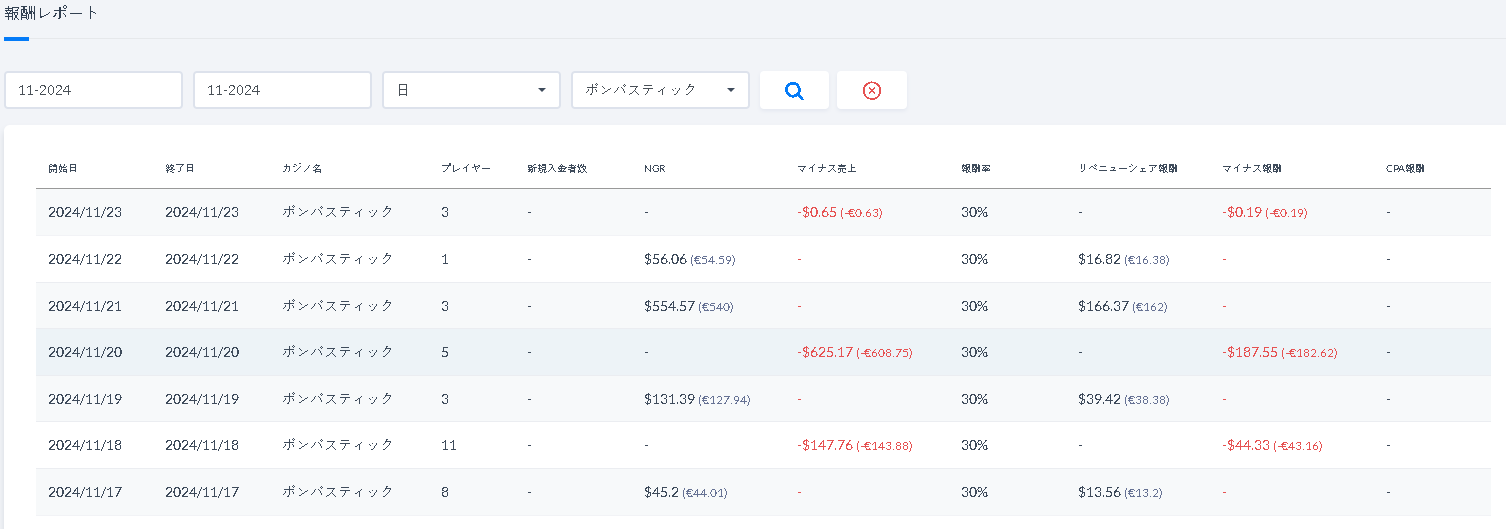 報酬レポート
11-2024 11-2024 日 ボンバスティック
開始日 終了日 カジノ名 プレイヤー 新規入金者数 NGR マイナス売上 報酬率 リベニューシェア報酬 マイナス報酬 CPA報酬
2024/11/23 2024/11/23 ボンバスティック 3 - - -$0.65 (-€0.63) 30% - -$0.19 (-€0.19) -
2024/11/22 2024/11/22 ボンバスティック 1 - $56.06 (€54.59) - 30% $16.82 (€16.38) - -
2024/11/21 2024/11/21 ボンバスティック 3 - $554.57 (€540) - 30% $166.37 (€162) - -
2024/11/20 2024/11/20 ボンバスティック 5 - - -$625.17 (-€608.75) 30% - -$187.55 (-€182.62) -
2024/11/19 2024/11/19 ボンバスティック 3 - $131.39 (€127.94) - 30% $39.42 (€38.38) - -
2024/11/18 2024/11/18 ボンバスティック 11 - - -$147.76 (-€143.88) 30% - -$44.33 (-€43.16) -
2024/11/17 2024/11/17 ボンバスティック 8 - $45.2 (€44.01) - 30% $13.56 (€13.2) - -